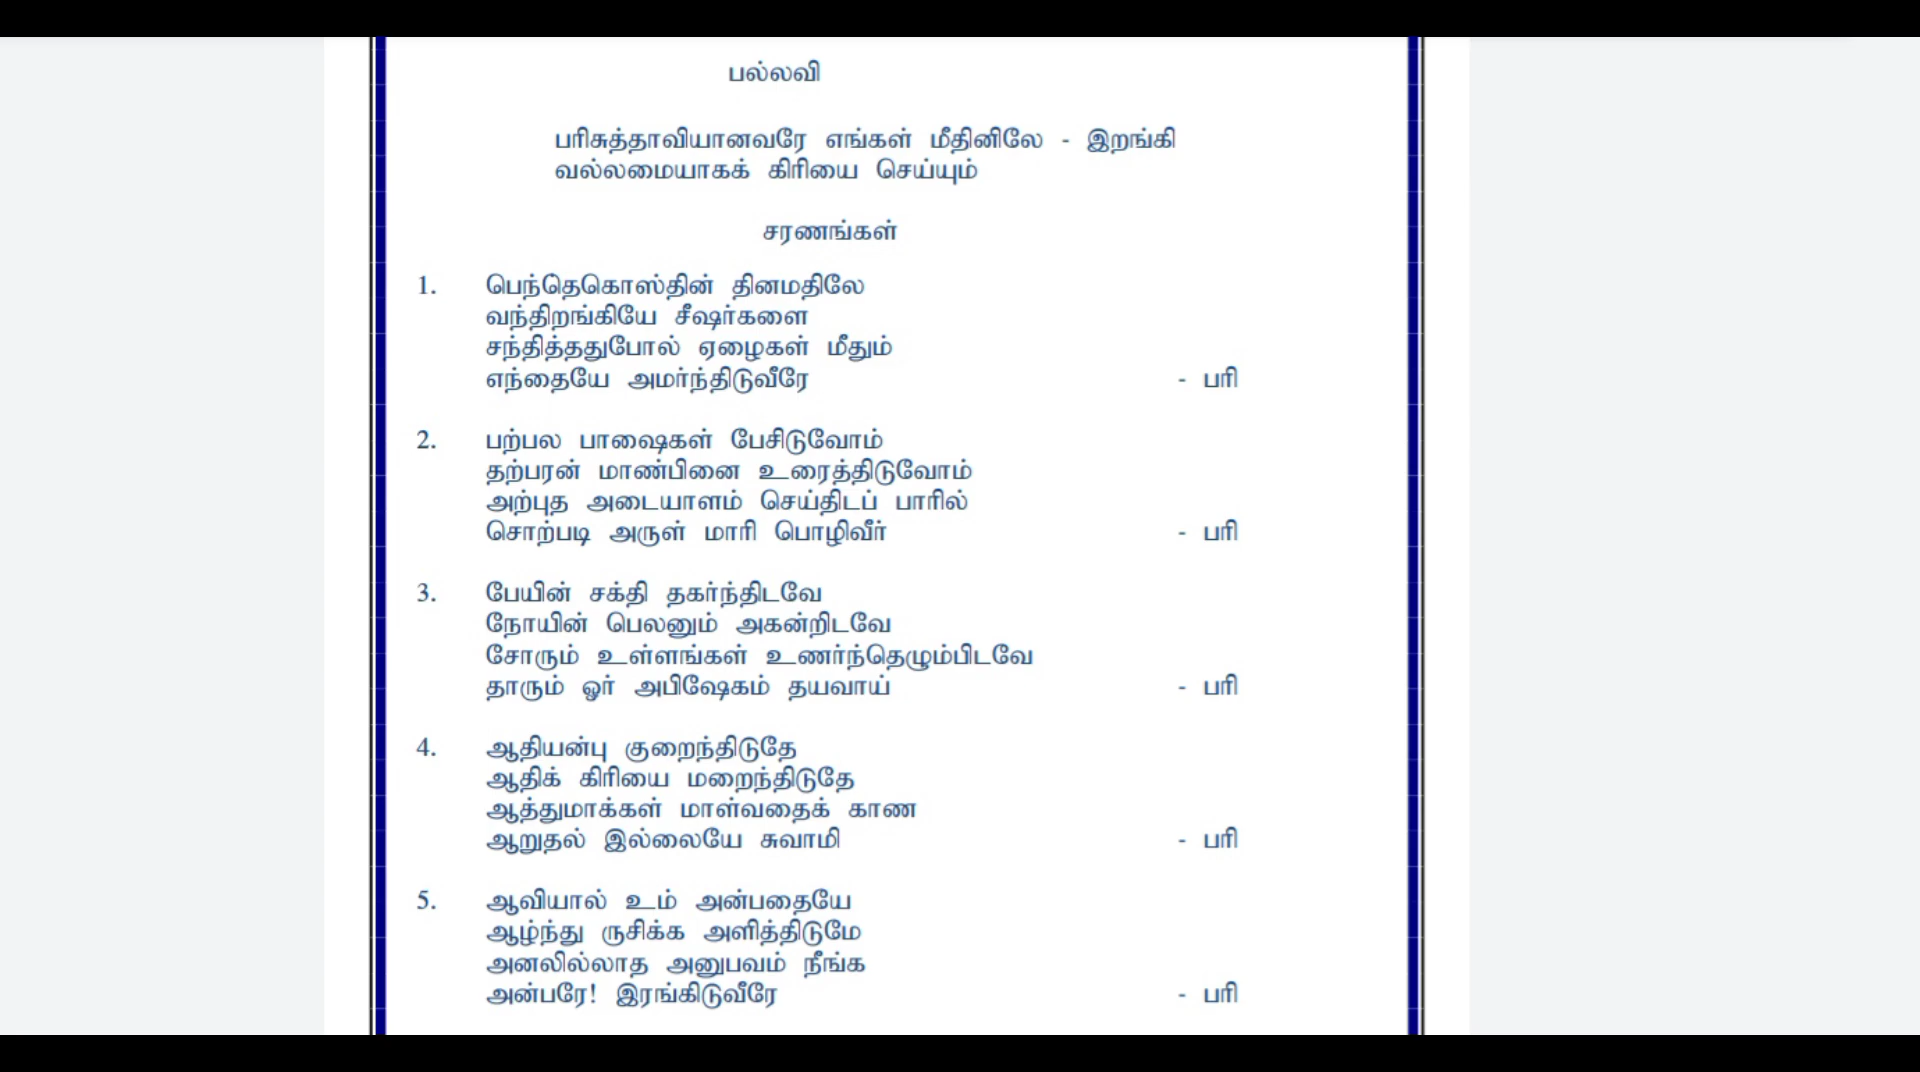 பல்லவி
பரிசுத்தாவியானவரே எங்கள் மீதினிலே - இறங்கி
வல்லமையாகக் கிரியை செய்யும்
சரணங்கள்
1. பெந்தெகொஸ்தின் தினமதிலே
வந்திறங்கியே சீஷர்களை
சந்தித்ததுபோல் ஏழைகள் மீதும்
எந்தையே அமர்ந்திடுவீரே - பரி
2. பற்பல பாஷைகள் பேசிடுவோம்
தற்பரன் மாண்பினை உரைத்திடுவோம்
அற்புத அடையாளம் செய்திடப் பாரில்
சொற்படி அருள் மாரி பொழிவீர் - பரி
3. பேயின் சக்தி தகர்ந்திடவே
நோயின் பெலனும் அகன்றிடவே
சோரும் உள்ளங்கள் உணர்ந்தெழும்பிடவே
தாரும் ஓர் அபிஷேகம் தயவாய் - பரி
4. ஆதியன்பு குறைந்திடுதே
ஆதிக் கிரியை மறைந்திடுதே
ஆத்துமாக்கள் மாள்வதைக் காண
ஆறுதல் இல்லையே சுவாமி - பரி
5. ஆவியால் உம் அன்பதையே
ஆழ்ந்து ருசிக்க அளித்திடுமே
அனலில்லாத அனுபவம் நீங்க
அன்பரே! இரங்கிடுவீரே - பரி